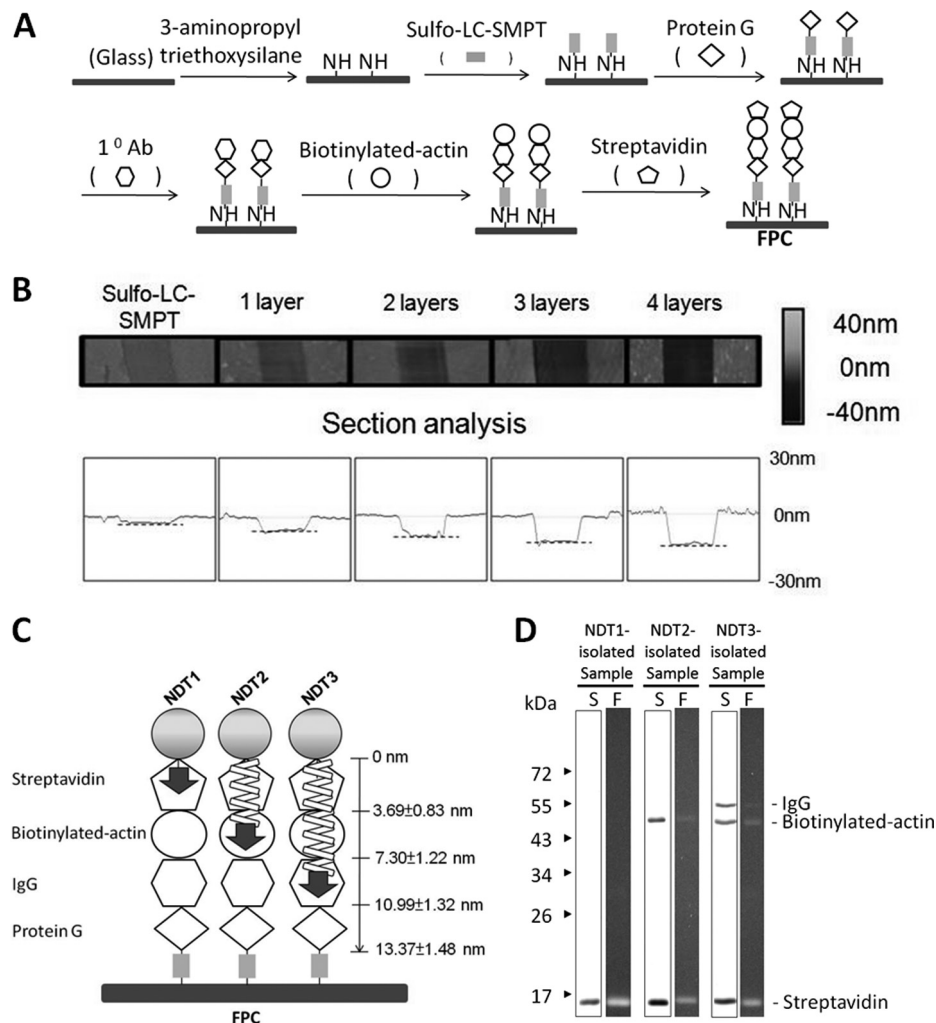 A
(Glass)
3-aminopropyl
triethoxysilane
NH NH
Sulfo-LC-SMPT
( )
NH NH
Protein G
( )
NH NH
1 0 Ab
( )
NH NH
Biotinylated-actin
( )
NH NH
Streptavidin
( )
NH NH
FPC
B
Sulfo-LC-
SMPT
1 layer
2 layers
3 layers
4 layers
40nm
0nm
-40nm
Section analysis
30nm
0nm
-30nm
C
NDT1
NDT2
NDT3
0 nm
Streptavidin
3.69±0.83 nm
Biotinylated-actin
7.30±1.22 nm
IgG
10.99±1.32 nm
Protein G
13.37±1.48 nm
FPC
D
NDT1-
isolated
Sample
NDT2-
isolated
Sample
NDT3-
isolated
Sample
kDa
S F
S F
S F
72
55
43
34
26
17
- IgG
- Biotinylated-actin
- Streptavidin